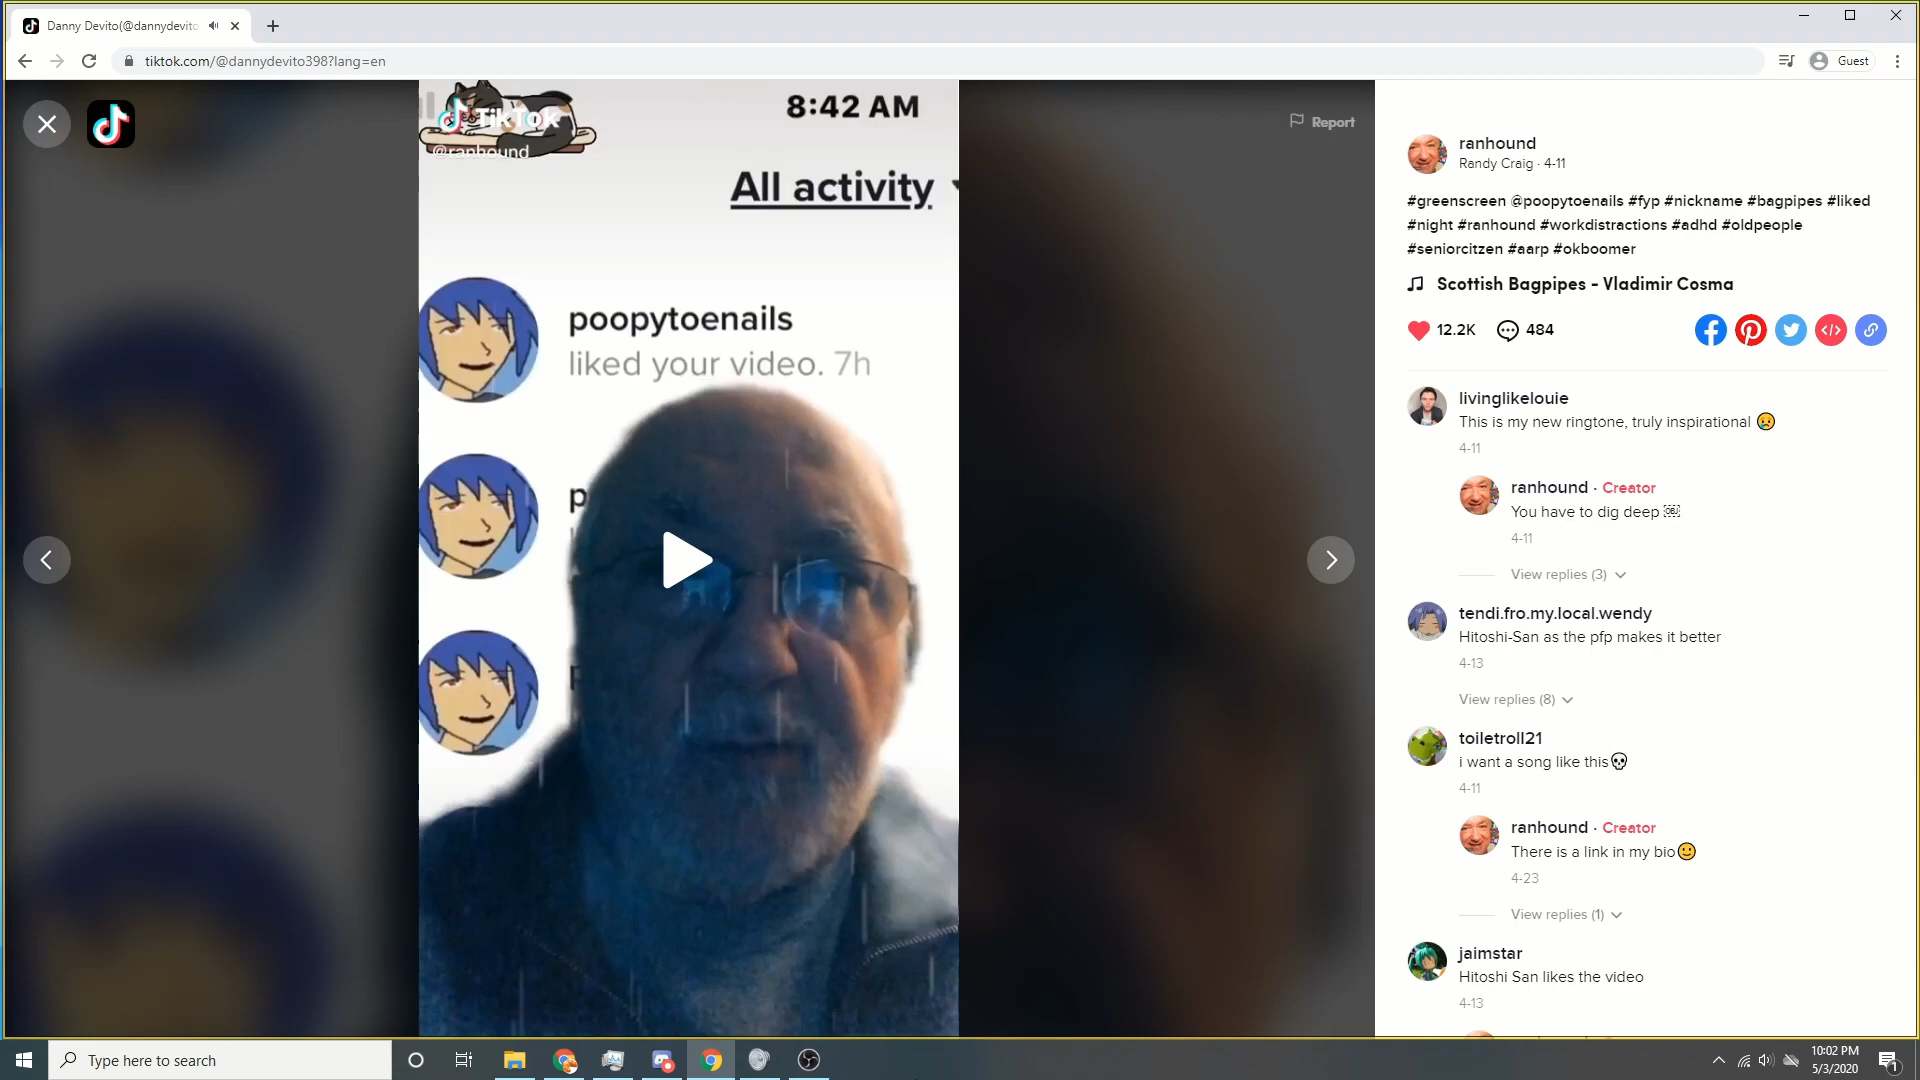 Danny Devito(@dannydevito
tiktok.com/@dannydevito398?lang=en
Guest
TikTok
@ranhound
8:42 AM
All activity
poopytoenails
liked your video. 7h
p
p
Report
ranhound
Randy Craig · 4-11
#greenscreen @poopytoenails #fyp #nickname #bagpipes #liked
#night #ranhound #workdistractions #adhd #oldpeople
#seniorcitzen #aarp #okboomer
Scottish Bagpipes - Vladimir Cosma
12.2K 484
livinglikelouie
This is my new ringtone, truly inspirational 😥
4-11
ranhound · Creator
You have to dig deep ￼
4-11
View replies (3)
tendi.fro.my.local.wendy
Hitoshi-San as the pfp makes it better
4-13
View replies (8)
toiletroll21
i want a song like this💀
4-11
ranhound · Creator
There is a link in my bio🙂
4-23
View replies (1)
jaimstar
Hitoshi San likes the video
4-13
Type here to search
10:02 PM
5/3/2020
1